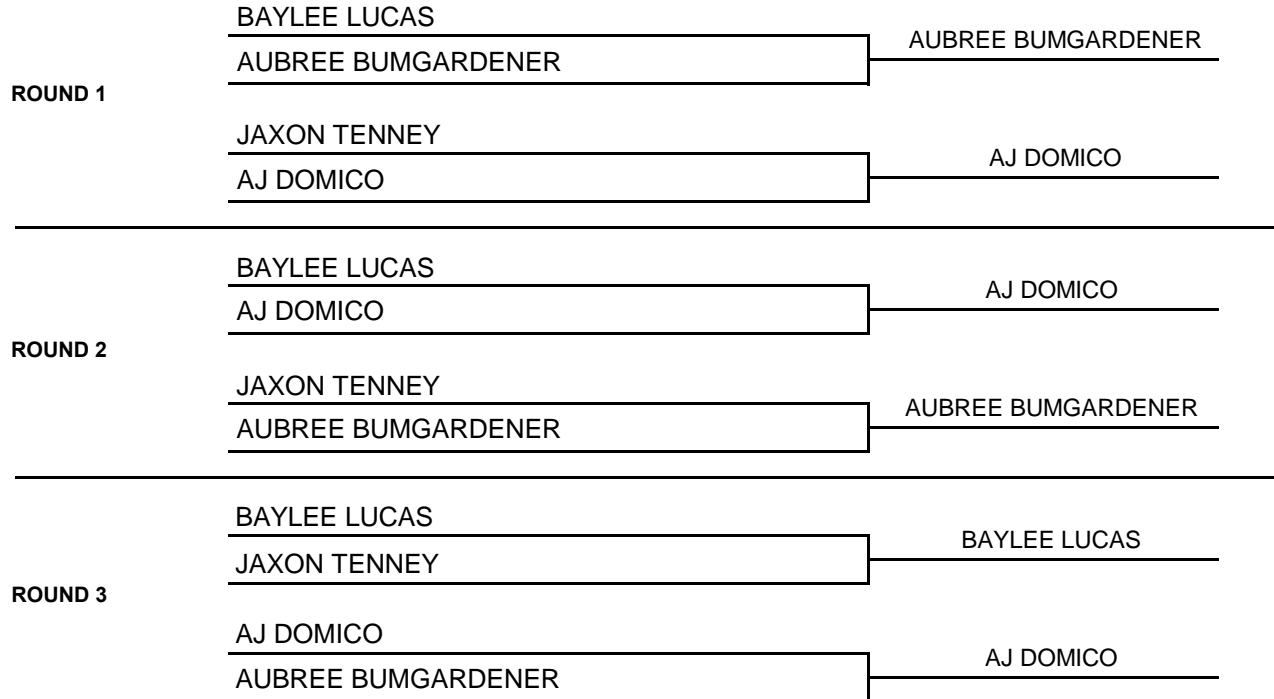 BAYLEE LUCAS
AUBREE BUMGARDENER
AUBREE BUMGARDENER
ROUND 1
JAXON TENNEY
AJ DOMICO
AJ DOMICO
BAYLEE LUCAS
AJ DOMICO
AJ DOMICO
ROUND 2
JAXON TENNEY
AUBREE BUMGARDENER
AUBREE BUMGARDENER
BAYLEE LUCAS
BAYLEE LUCAS
JAXON TENNEY
ROUND 3
AJ DOMICO
AJ DOMICO
AUBREE BUMGARDENER